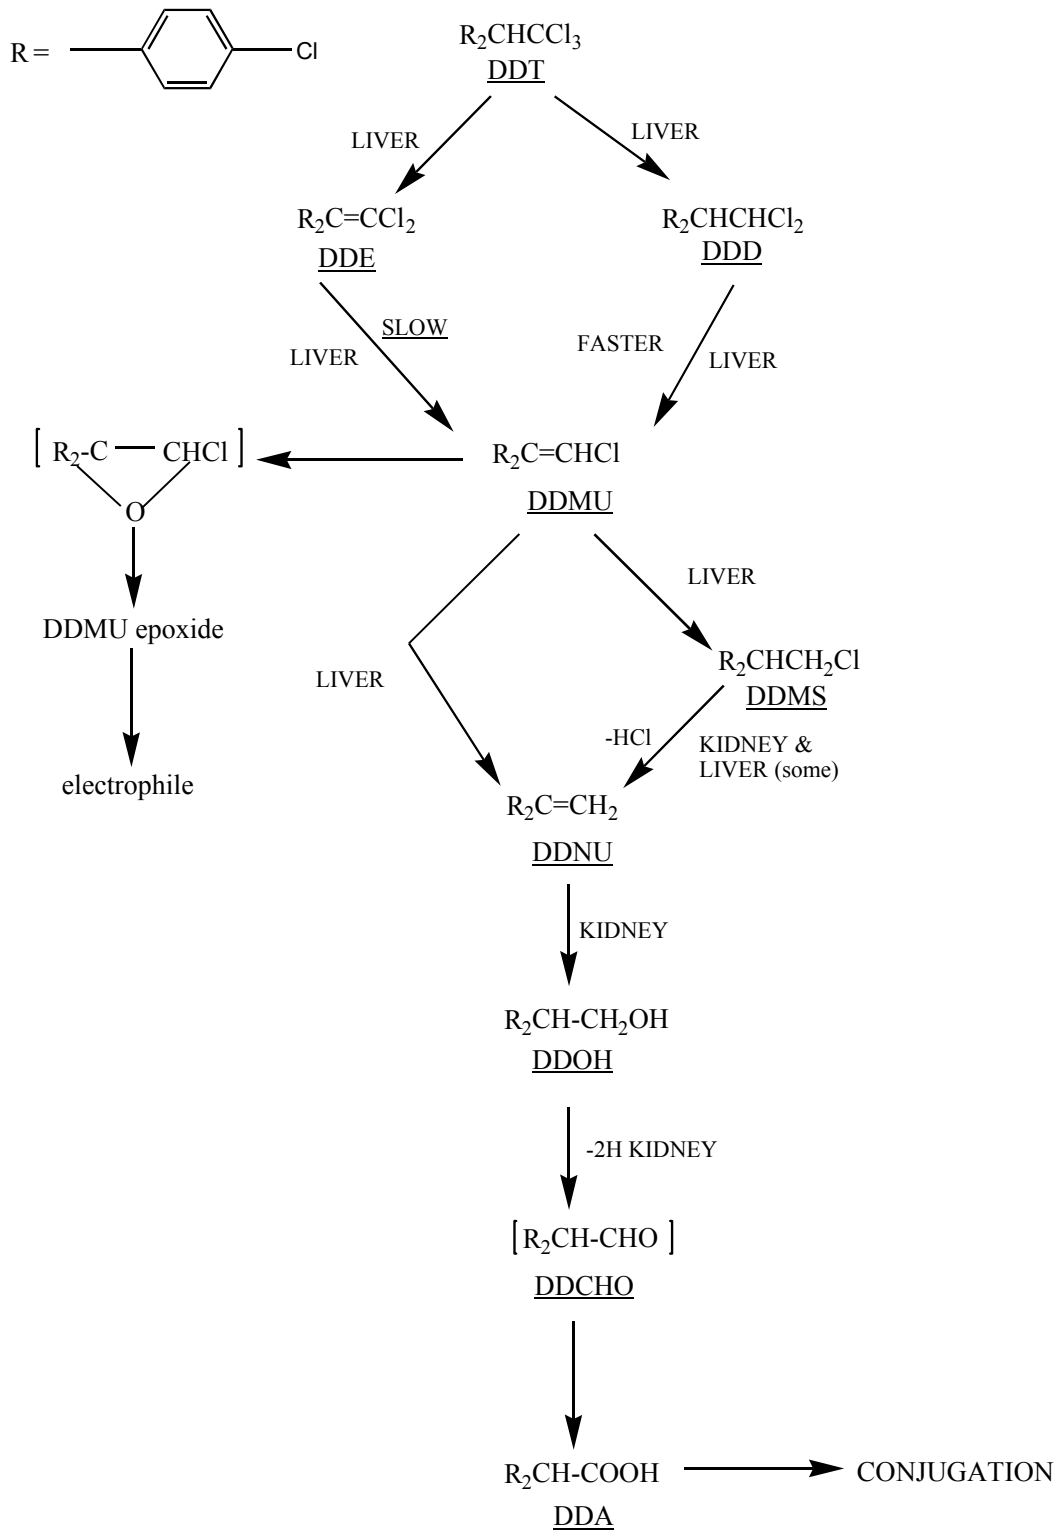 R = Cl
R₂CHCCl₃
DDT
LIVER
LIVER
R₂C=CCl₂
DDE
R₂CHCHCl₂
DDD
SLOW
LIVER
FASTER
LIVER
[ R₂-C CHCl ]
O
R₂C=CHCl
DDMU
DDMU epoxide
electrophile
LIVER
LIVER
R₂CHCH₂Cl
DDMS
-HCl
KIDNEY &
LIVER (some)
R₂C=CH₂
DDNU
KIDNEY
R₂CH-CH₂OH
DDOH
-2H KIDNEY
[ R₂CH-CHO ]
DDCHO
R₂CH-COOH
DDA
CONJUGATION